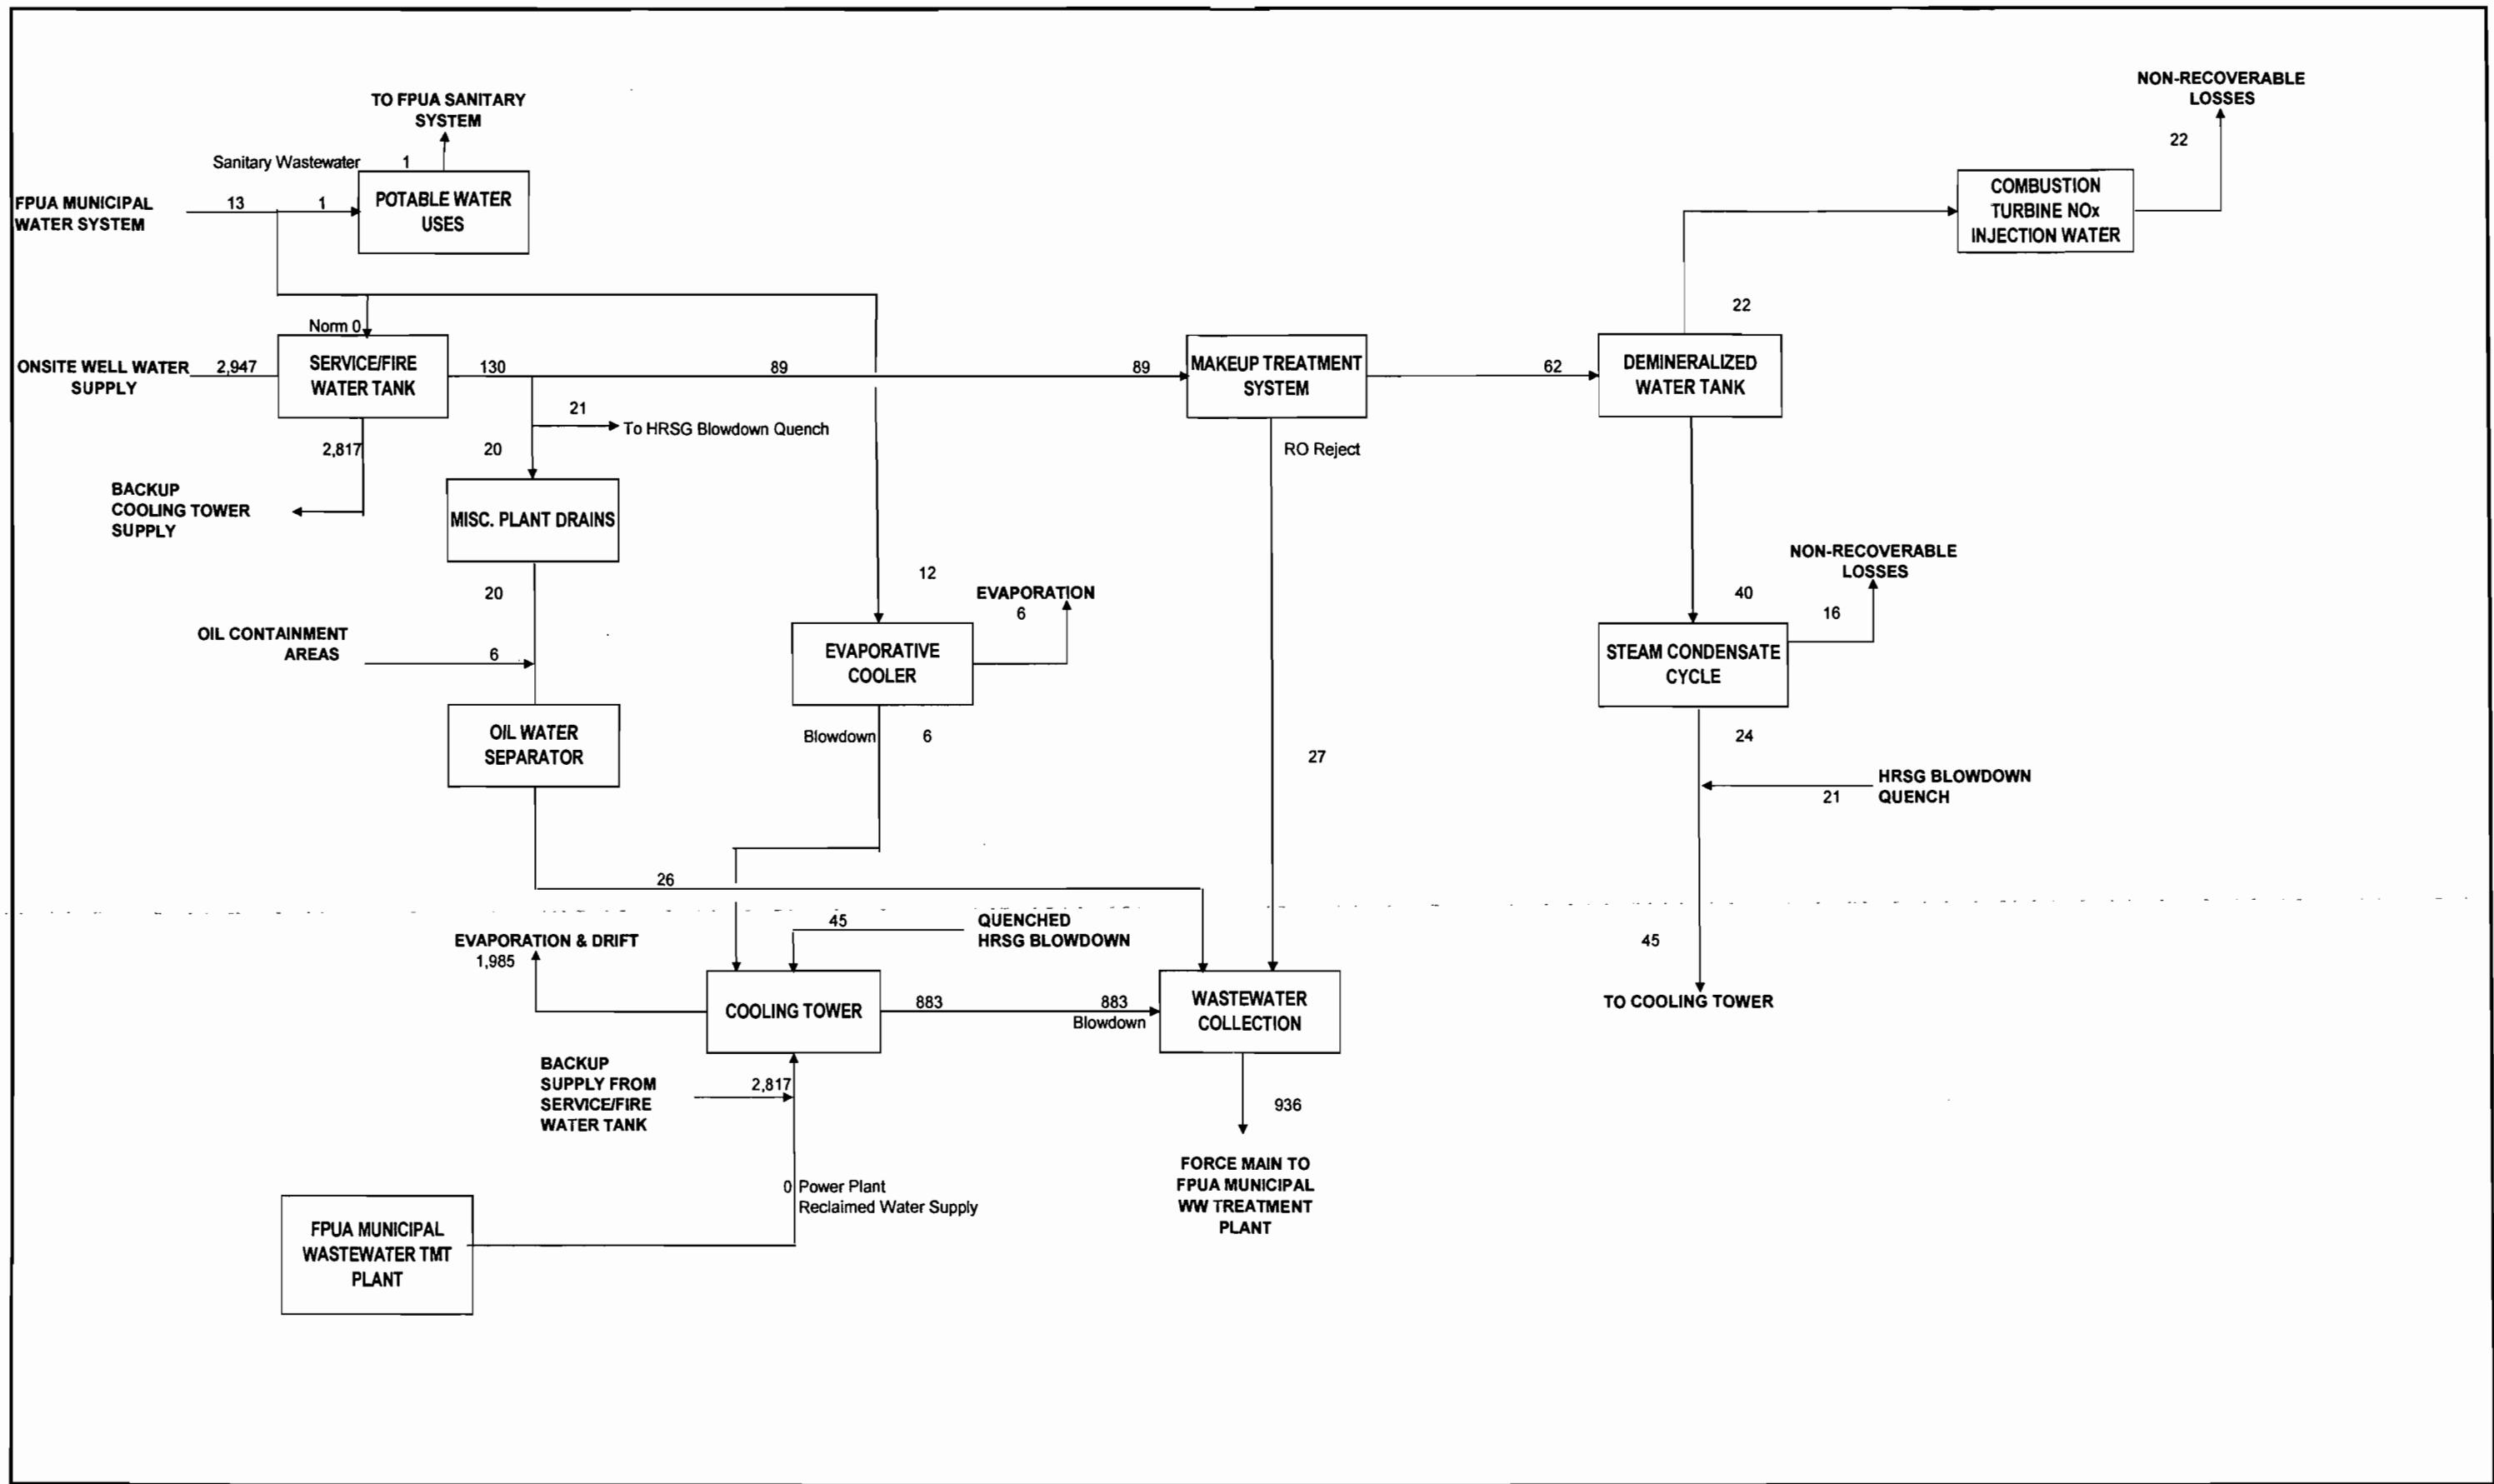 NON-RECOVERABLE
LOSSES
22
TO FPUA SANITARY
SYSTEM
Sanitary Wastewater 1
FPUA MUNICIPAL
WATER SYSTEM
13
1
POTABLE WATER
USES
COMBUSTION
TURBINE NOx
INJECTION WATER
22
Norm 0
ONSITE WELL WATER
SUPPLY
2,947
SERVICE/FIRE
WATER TANK
130
89
89
MAKEUP TREATMENT
SYSTEM
62
DEMINERALIZED
WATER TANK
21
To HRSG Blowdown Quench
2,817
20
RO Reject
BACKUP
COOLING TOWER
SUPPLY
MISC. PLANT DRAINS
20
12
EVAPORATION
6
40
NON-RECOVERABLE
LOSSES
16
OIL CONTAINMENT
AREAS
6
EVAPORATIVE
COOLER
STEAM CONDENSATE
CYCLE
OIL WATER
SEPARATOR
Blowdown
6
27
24
HRSG BLOWDOWN
QUENCH
21
26
45
QUENCHED
HRSG BLOWDOWN
EVAPORATION & DRIFT
1,985
45
COOLING TOWER
883
883
Blowdown
WASTEWATER
COLLECTION
TO COOLING TOWER
BACKUP
SUPPLY FROM
SERVICE/FIRE
WATER TANK
2,817
936
FORCE MAIN TO
FPUA MUNICIPAL
WW TREATMENT
PLANT
0 Power Plant
Reclaimed Water Supply
FPUA MUNICIPAL
WASTEWATER TMT
PLANT